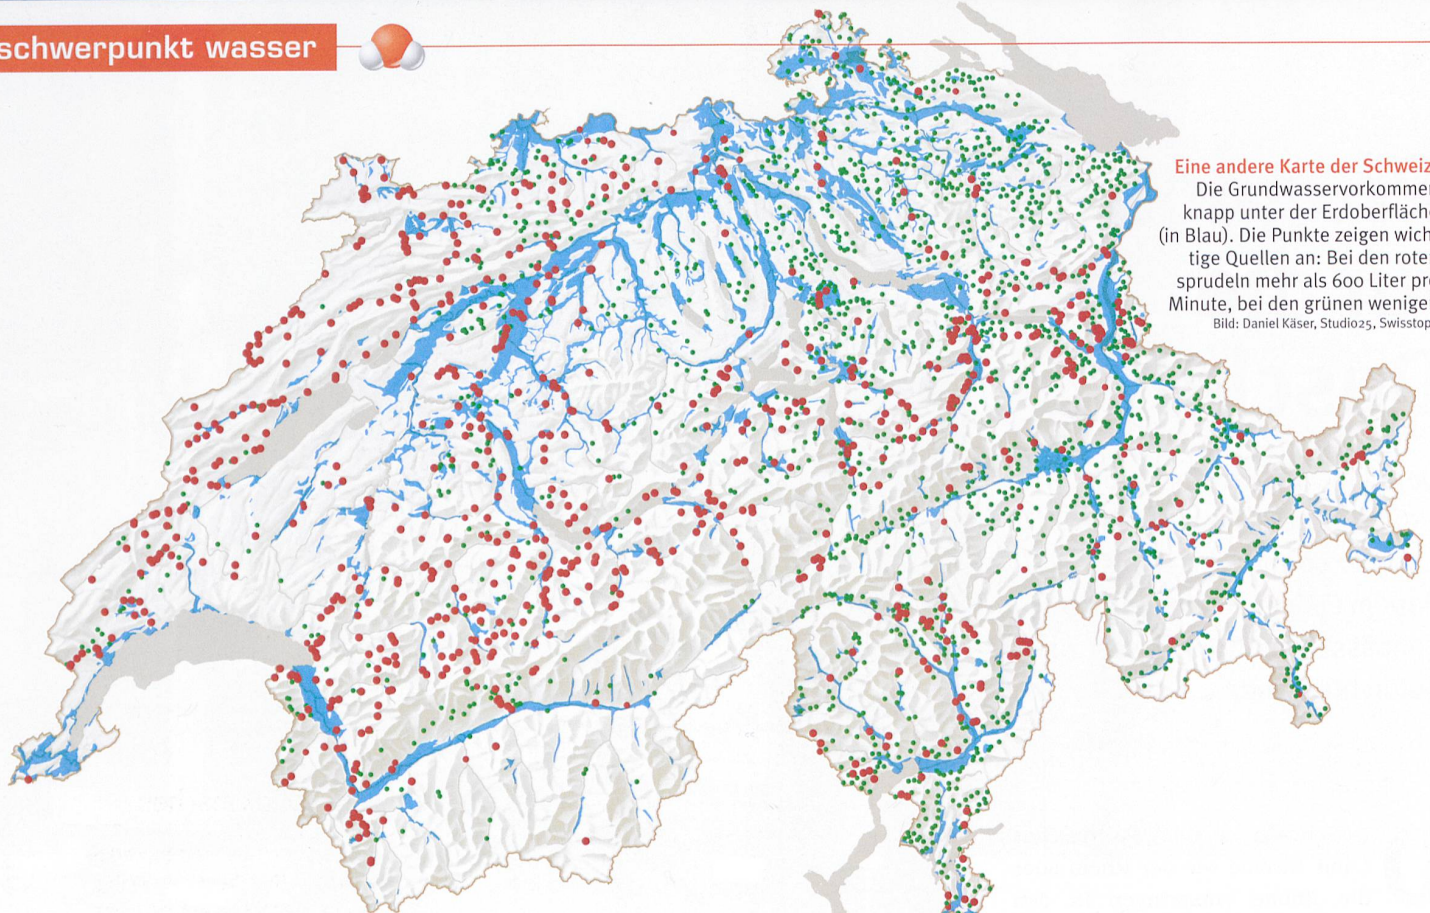 schwerpunkt wasser
Eine andere Karte der Schweiz
Die Grundwasservorkommen
knapp unter der Erdoberfläche
(in Blau). Die Punkte zeigen wich-
tige Quellen an: Bei den roten
sprudeln mehr als 600 Liter pro
Minute, bei den grünen weniger
Bild: Daniel Käser, Studio25, Swisstop